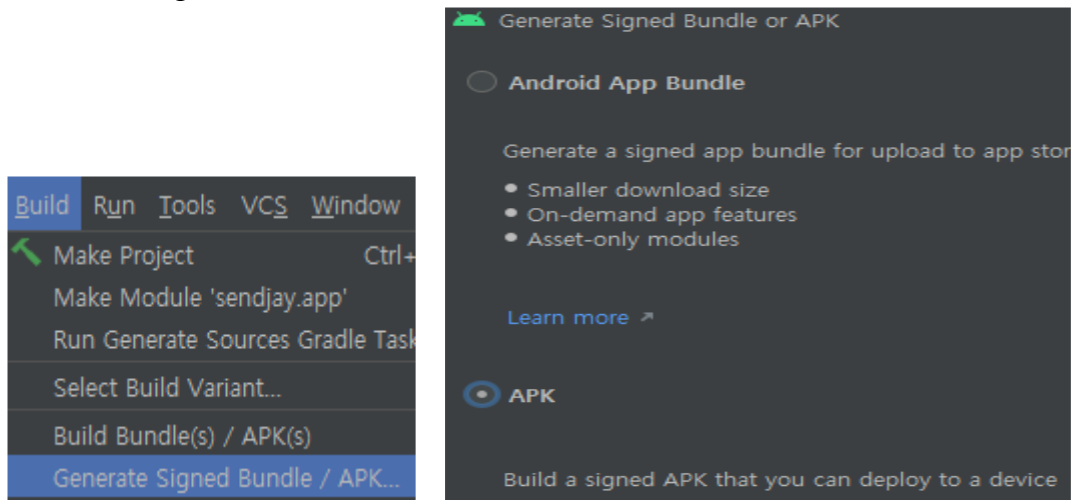 Build Run Tools VCS Window
Make Project Ctrl+
Make Module 'sendjay.app'
Run Generate Sources Gradle Task
Select Build Variant...
Build Bundle(s) / APK(s)
Generate Signed Bundle / APK...
Generate Signed Bundle or APK
Android App Bundle
Generate a signed app bundle for upload to app stor
• Smaller download size
• On-demand app features
• Asset-only modules
Learn more ↗
APK
Build a signed APK that you can deploy to a device